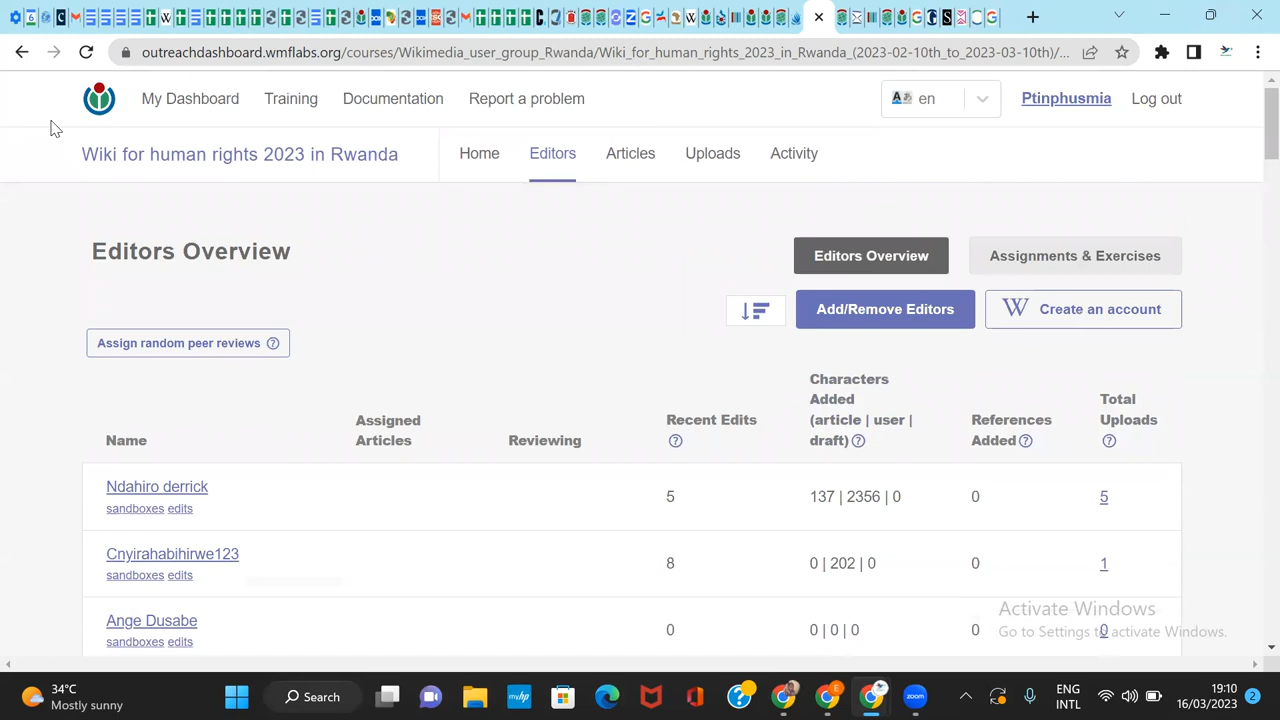 outreachdashboard.wmflabs.org/courses/Wikimedia_user_group_Rwanda/Wiki_for_human_rights_2023_in_Rwanda_(2023-02-10th_to_2023-03-10th)/...
My Dashboard Training Documentation Report a problem en Ptinphusmia Log out
Wiki for human rights 2023 in Rwanda Home Editors Articles Uploads Activity
Editors Overview
Editors Overview Assignments & Exercises
Add/Remove Editors W Create an account
Assign random peer reviews ?
Name
Assigned
Articles
Reviewing
Recent Edits
?
Characters
Added
(article | user |
draft) ?
References
Added ?
Total
Uploads
?
Ndahiro derrick 5 137 | 2356 | 0 0 5
sandboxes edits
Cnyirahabihirwe123 8 0 | 202 | 0 0 1
sandboxes edits
Ange Dusabe 0 0 | 0 | 0 0 0
sandboxes edits
Activate Windows
Go to Settings to activate Windows.
34°C
Mostly sunny
Search
myhp
zoom
ENG
INTL
19:10
16/03/2023
2